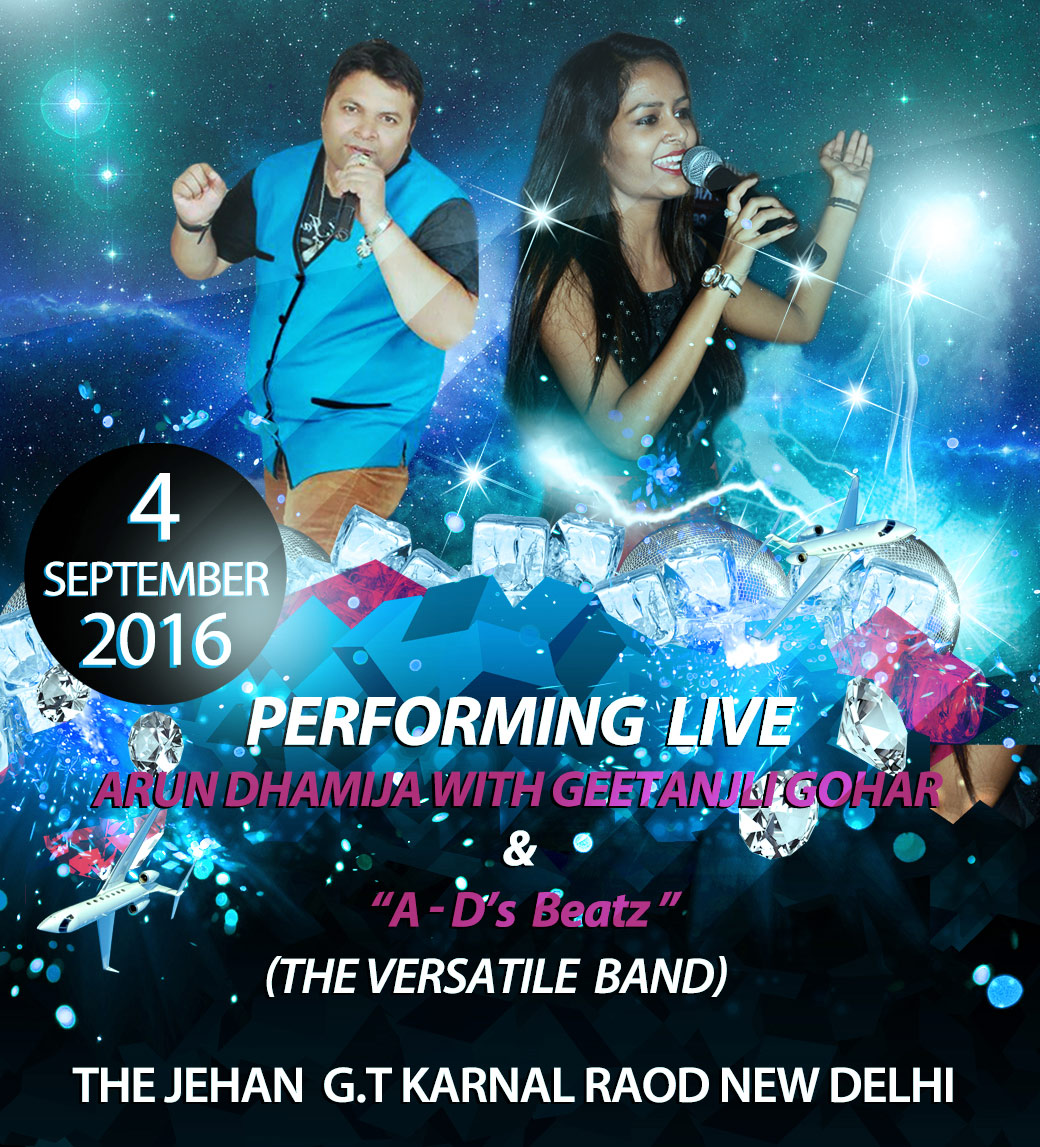 4
SEPTEMBER
2016
PERFORMING LIVE
ARUN DHAMIJA WITH GEETANJLI GOHAR
&
“A - D’s Beatz”
(THE VERSATILE BAND)
THE JEHAN G.T KARNAL RAOD NEW DELHI